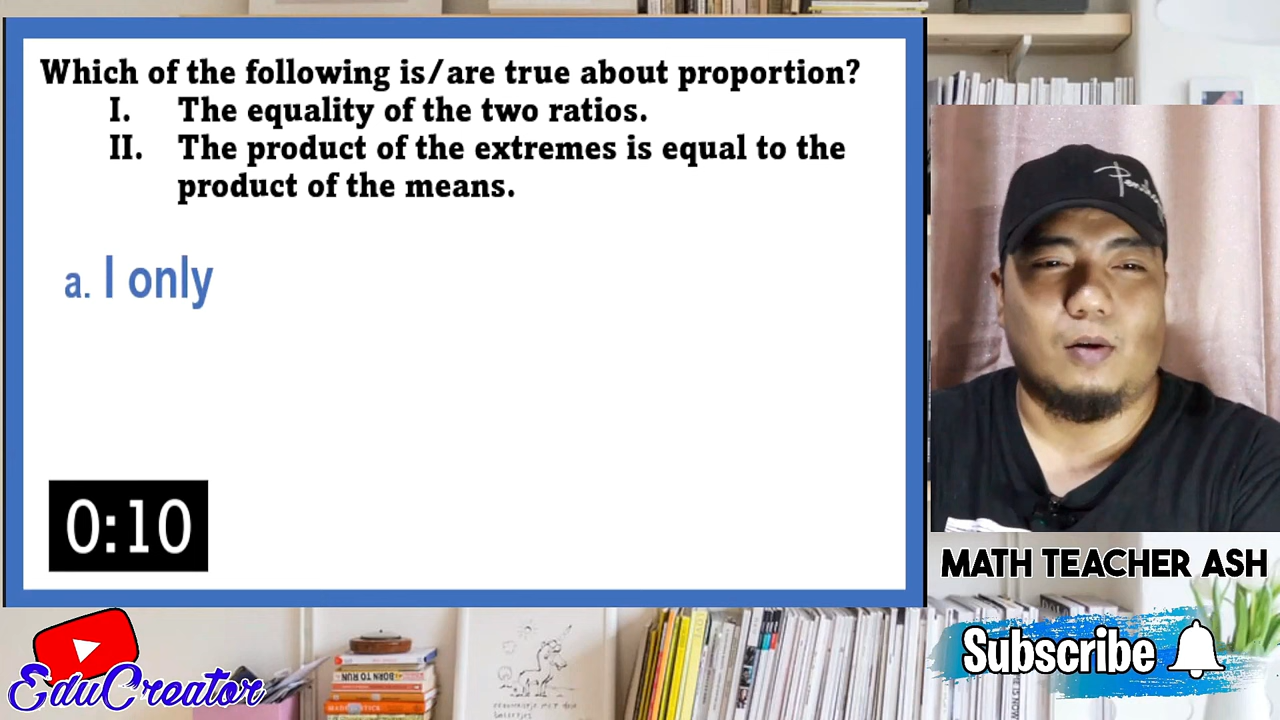 Which of the following is/are true about proportion?
I. The equality of the two ratios.
II. The product of the extremes is equal to the
product of the means.
a. I only
0:10
MATH TEACHER ASH
Subscribe
EduCreator
BORN TO RUN